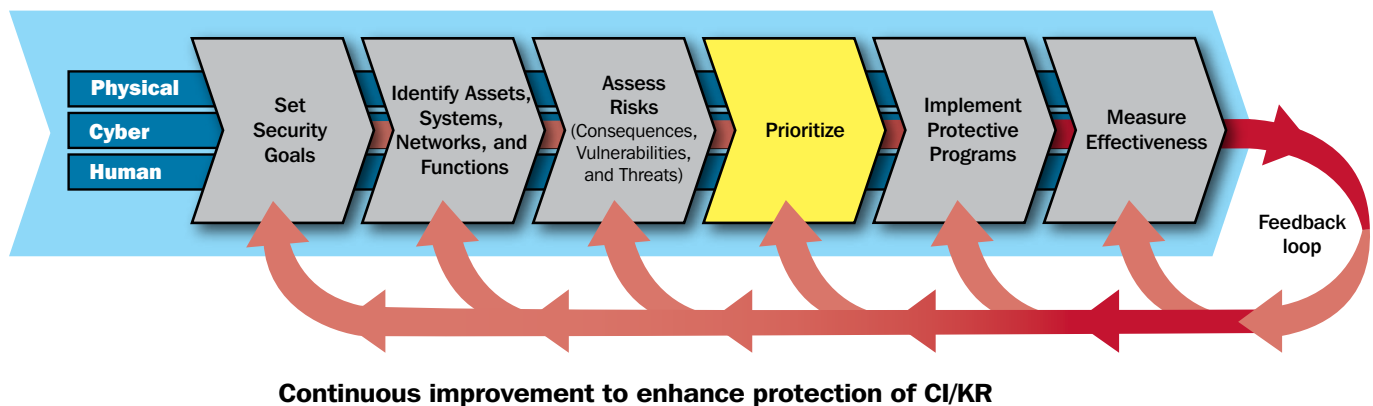 Physical
Cyber
Human
Set
Security
Goals
Identify Assets,
Systems,
Networks, and
Functions
Assess
Risks
(Consequences,
Vulnerabilities,
and Threats)
Prioritize
Implement
Protective
Programs
Measure
Effectiveness
Feedback
loop
Continuous improvement to enhance protection of CI/KR